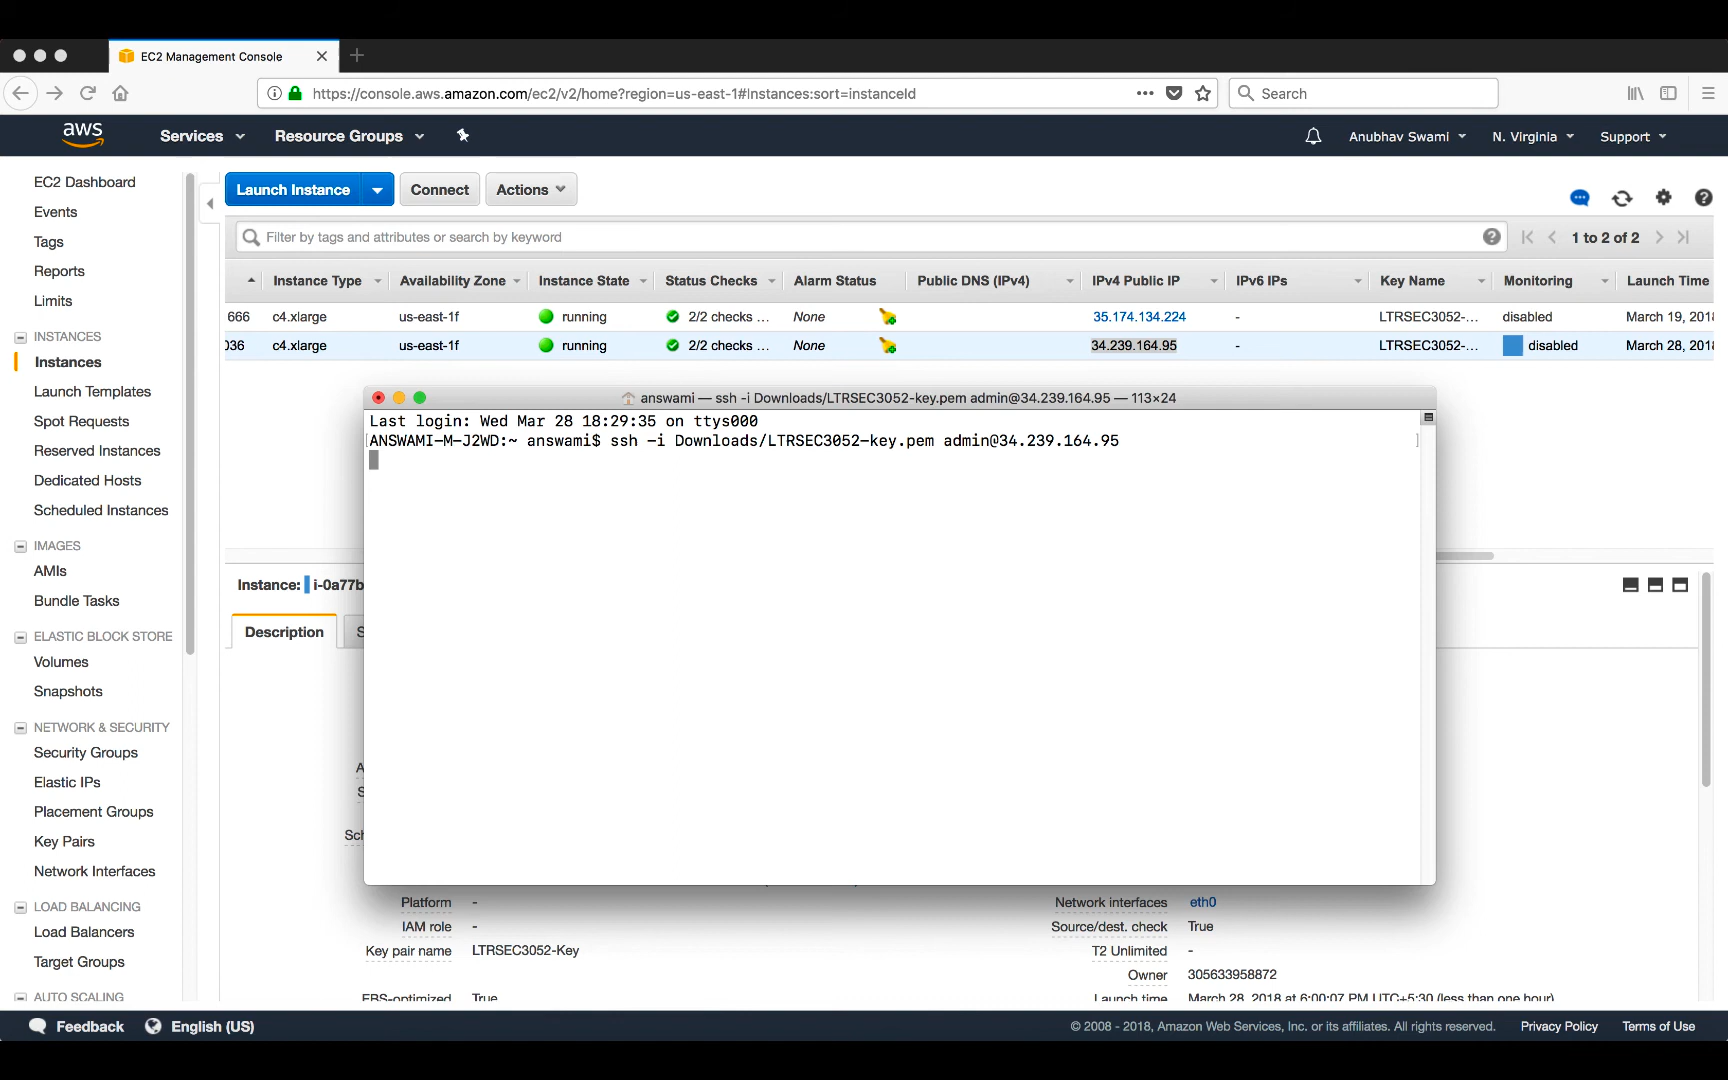 EC2 Management Console
https://console.aws.amazon.com/ec2/v2/home?region=us-east-1#Instances:sort=instanceId
Search
aws
Services
Resource Groups
Anubhav Swami
N. Virginia
Support
EC2 Dashboard
Events
Tags
Reports
Limits
INSTANCES
Instances
Launch Templates
Spot Requests
Reserved Instances
Dedicated Hosts
Scheduled Instances
IMAGES
AMIs
Bundle Tasks
ELASTIC BLOCK STORE
Volumes
Snapshots
NETWORK & SECURITY
Security Groups
Elastic IPs
Placement Groups
Key Pairs
Network Interfaces
LOAD BALANCING
Load Balancers
Target Groups
AUTO SCALING
Launch Instance
Connect
Actions
Filter by tags and attributes or search by keyword
1 to 2 of 2
Instance Type Availability Zone Instance State Status Checks Alarm Status Public DNS (IPv4) IPv4 Public IP IPv6 IPs Key Name Monitoring Launch Time
666 c4.xlarge us-east-1f running 2/2 checks ... None 35.174.134.224 - LTRSEC3052-... disabled March 19, 2018
036 c4.xlarge us-east-1f running 2/2 checks ... None 34.239.164.95 - LTRSEC3052-... disabled March 28, 2018
answami — ssh -i Downloads/LTRSEC3052-key.pem admin@34.239.164.95 — 113×24
Last login: Wed Mar 28 18:29:35 on ttys000
[ANSWAMI-M-J2WD:~ answami$ ssh -i Downloads/LTRSEC3052-key.pem admin@34.239.164.95 ]
Instance: i-0a77b
Description
S
A
S
Sch
Platform -
IAM role -
Key pair name LTRSEC3052-Key
EBS-optimized True
Network interfaces eth0
Source/dest. check True
T2 Unlimited -
Owner 305633958872
Launch time March 28, 2018 at 6:00:07 PM UTC+5:30 (less than one hour)
Feedback
English (US)
© 2008 - 2018, Amazon Web Services, Inc. or its affiliates. All rights reserved.
Privacy Policy
Terms of Use